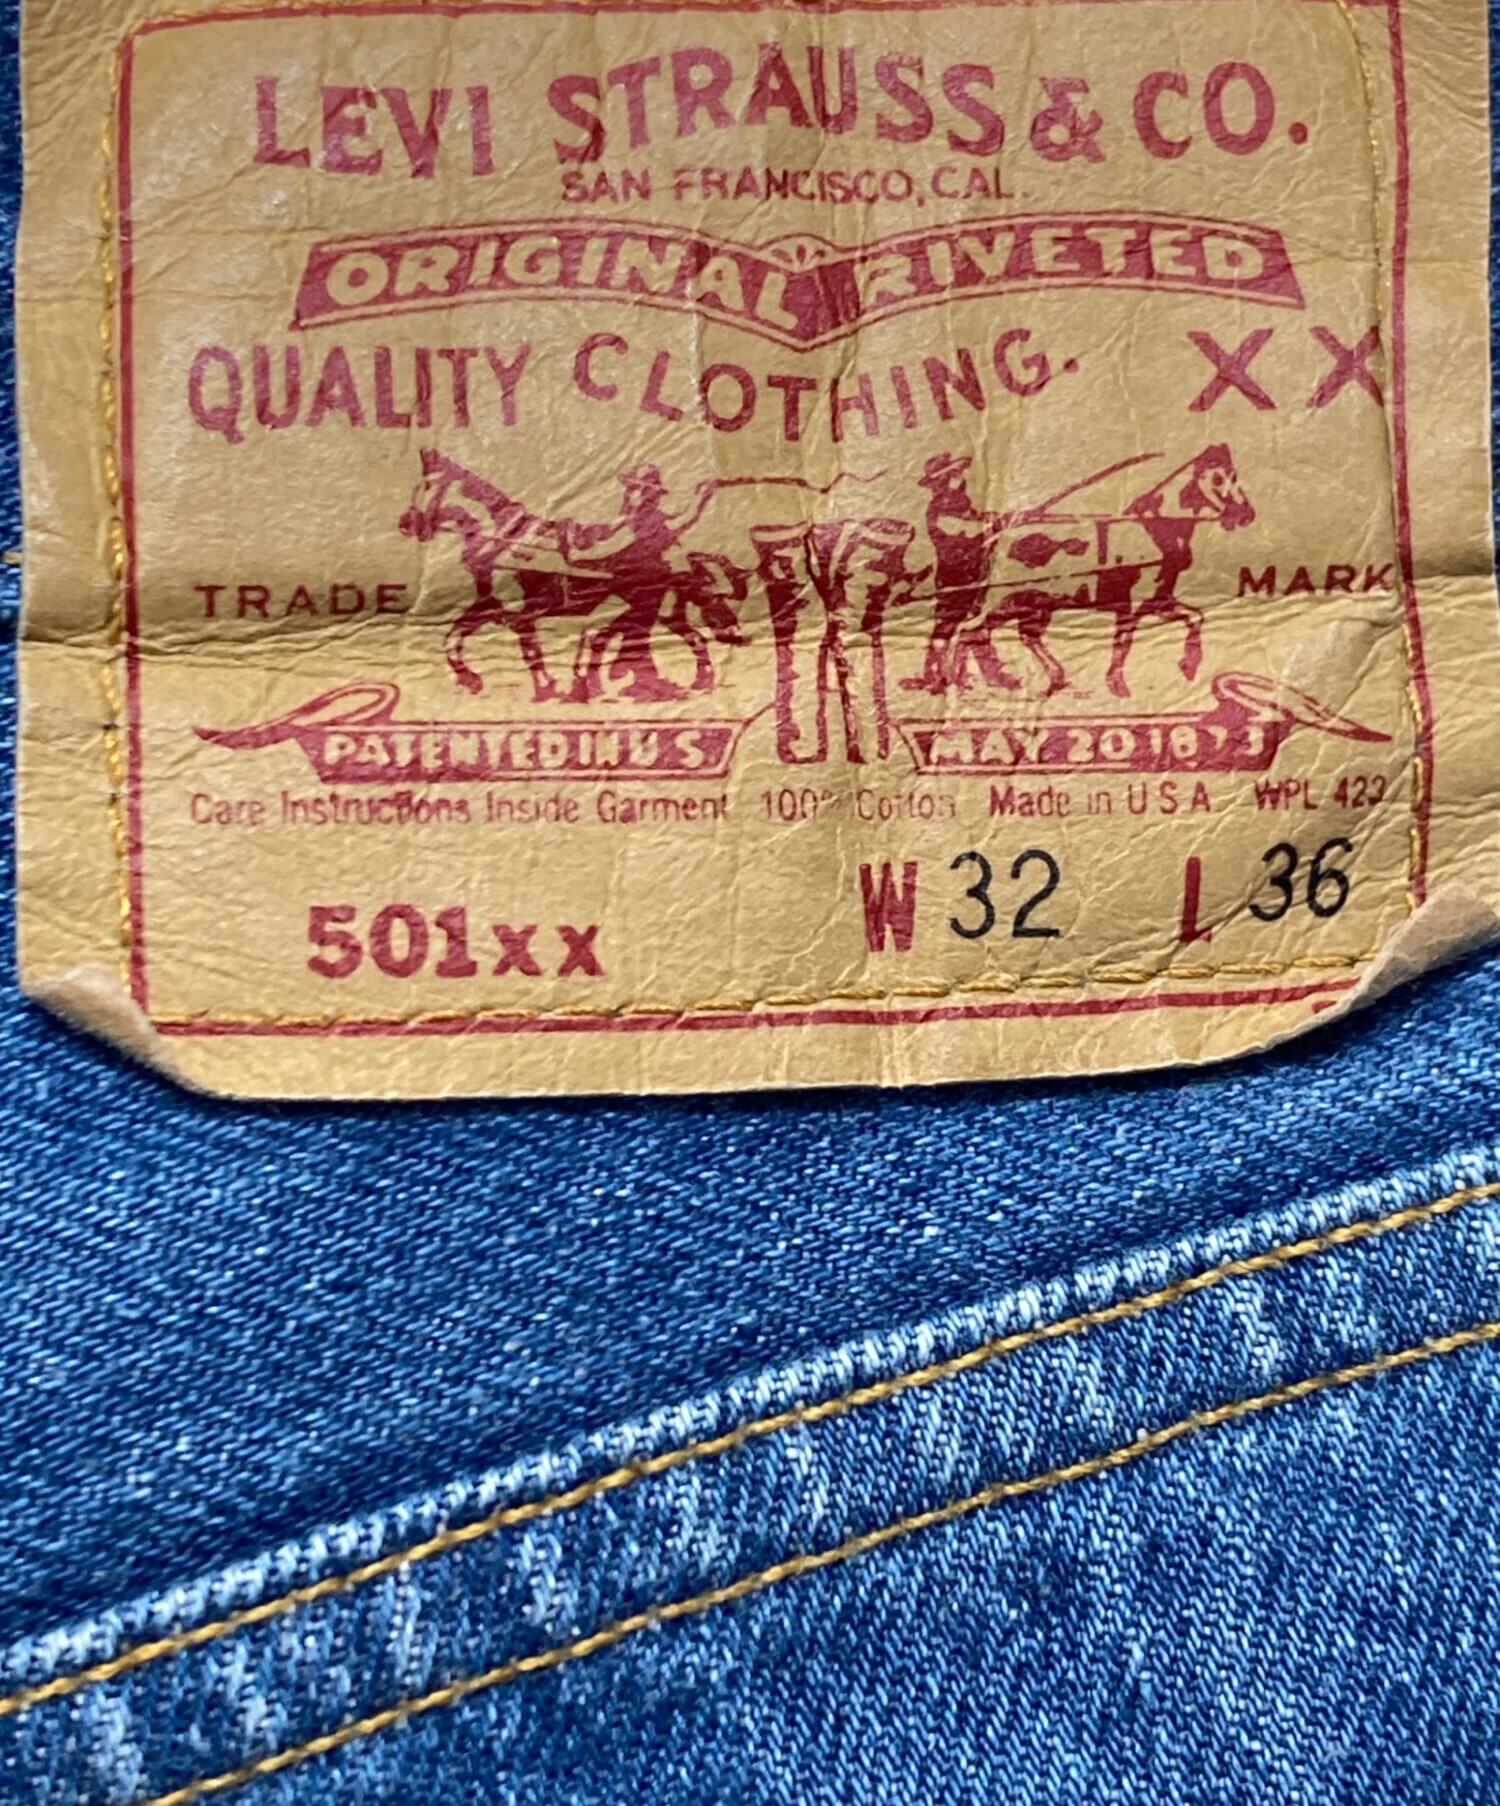 LEVI STRAUSS & CO.
SAN FRANCISCO, CAL.
ORIGINAL RIVETED
QUALITY CLOTHING. XX
TRADE MARK
PATENTED IN U S MAY 20 1873
Care Instructions Inside Garment 100% Cotton Made in U S A WPL 423
501xx W 32 L 36